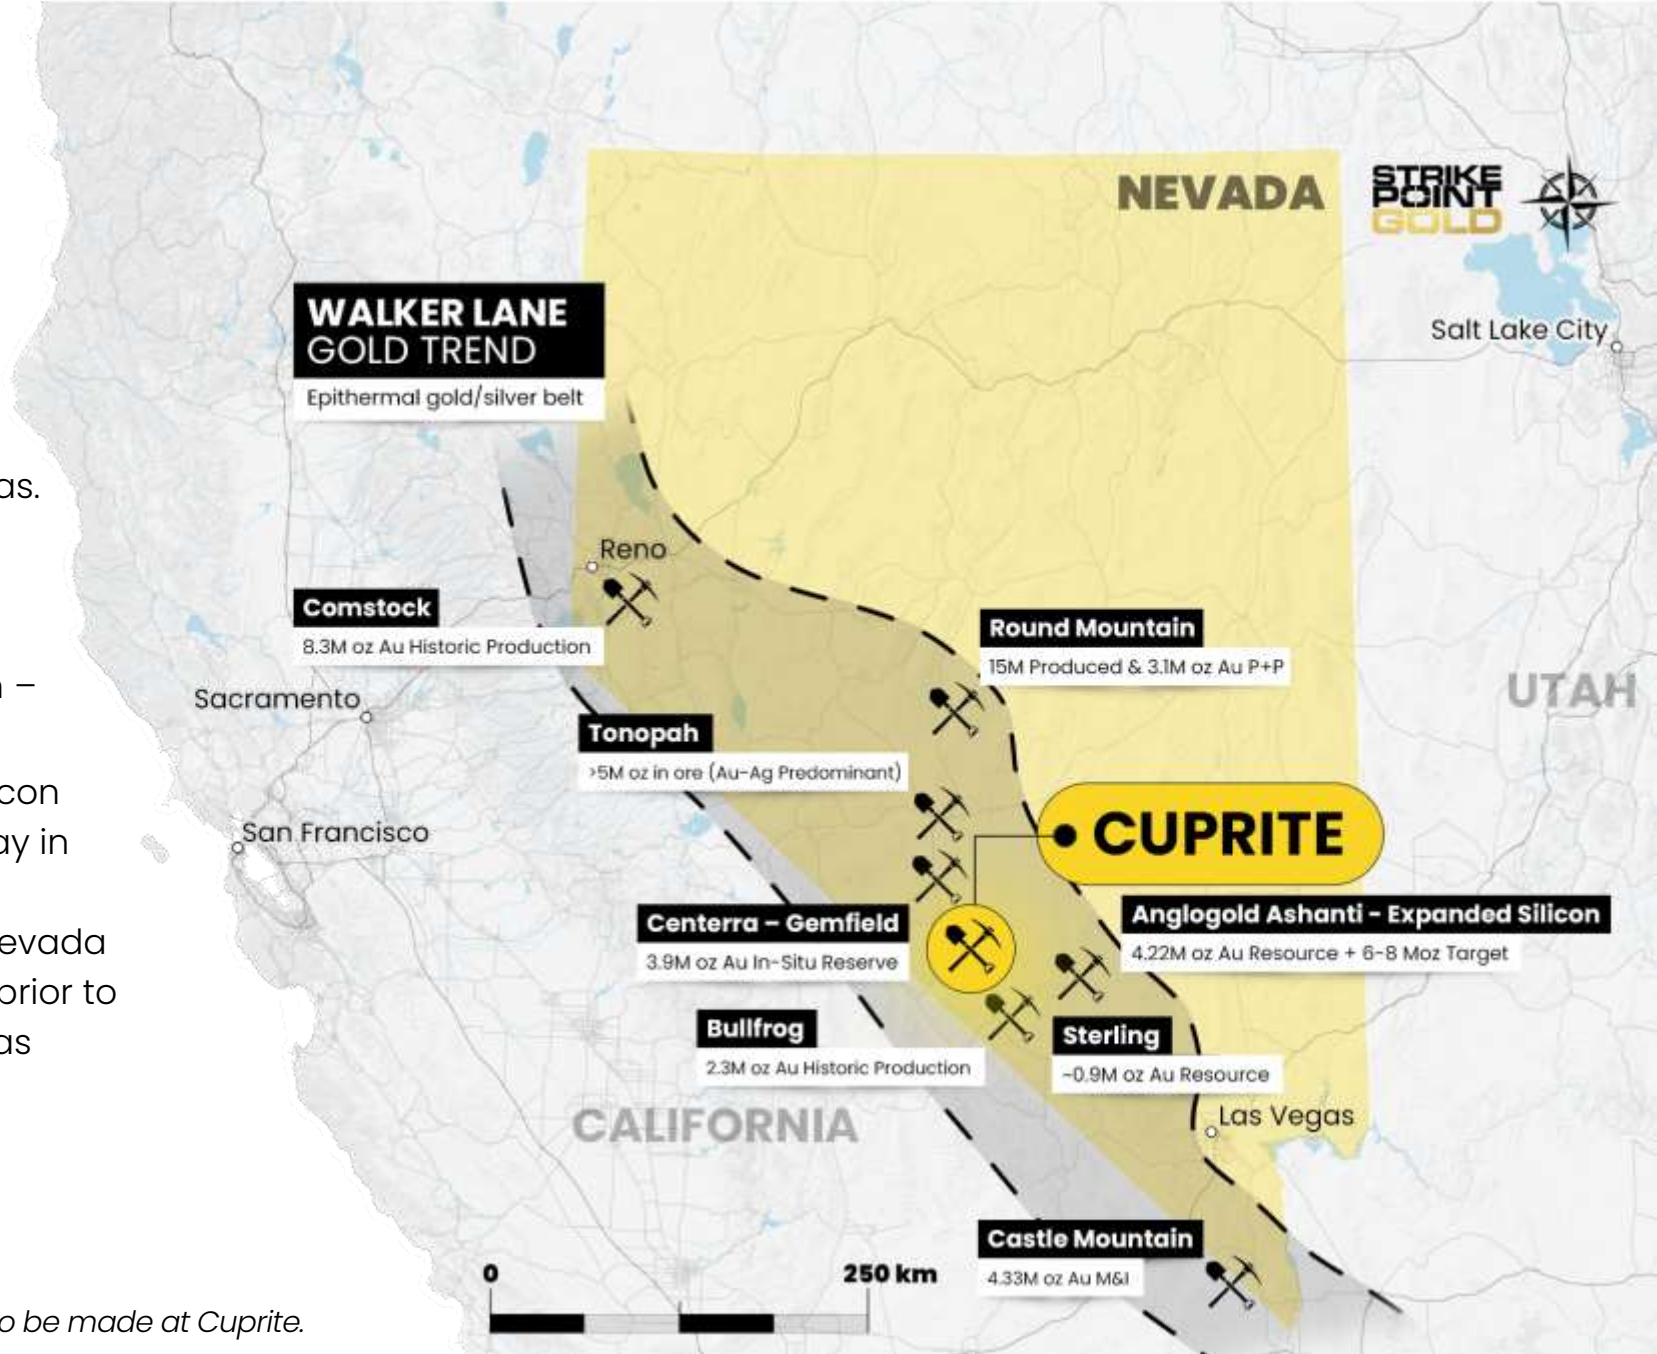 as.
n –
con
ay in
evada
prior to
as
o be made at Cuprite.
NEVADA
STRIKE
POINT
GOLD
Salt Lake City
WALKER LANE
GOLD TREND
Epithermal gold/silver belt
Reno
Comstock
8.3M oz Au Historic Production
Round Mountain
15M Produced & 3.1M oz Au P+P
UTAH
Sacramento
Tonopah
>5M oz in ore (Au-Ag Predominant)
San Francisco
CUPRITE
Centerra – Gemfield
3.9M oz Au In-Situ Reserve
Anglogold Ashanti - Expanded Silicon
4.22M oz Au Resource + 6-8 Moz Target
Bullfrog
2.3M oz Au Historic Production
Sterling
~0.9M oz Au Resource
CALIFORNIA
Las Vegas
Castle Mountain
4.33M oz Au M&I
0
250 km